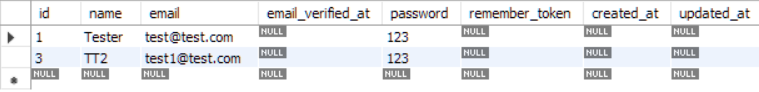 id name email email_verified_at password remember_token created_at updated_at
1 Tester test@test.com NULL 123 NULL NULL NULL
3 TT2 test1@test.com NULL 123 NULL NULL NULL
NULL NULL NULL NULL NULL NULL NULL NULL